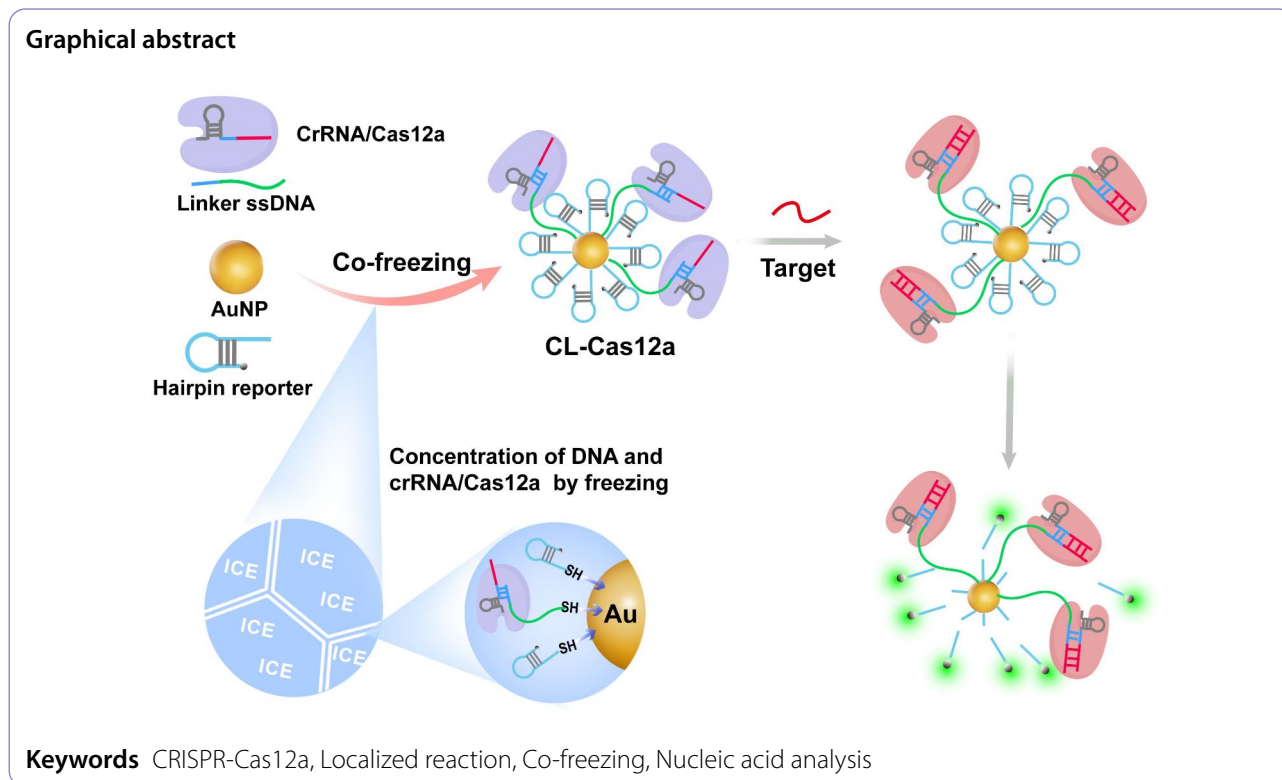 Graphical abstract
CrRNA/Cas12a
Linker ssDNA
AuNP
Hairpin reporter
Co-freezing
CL-Cas12a
Target
Concentration of DNA and
crRNA/Cas12a by freezing
ICE
ICE
ICE
ICE
ICE
ICE
SH
SH
SH
Au
Keywords CRISPR-Cas12a, Localized reaction, Co-freezing, Nucleic acid analysis